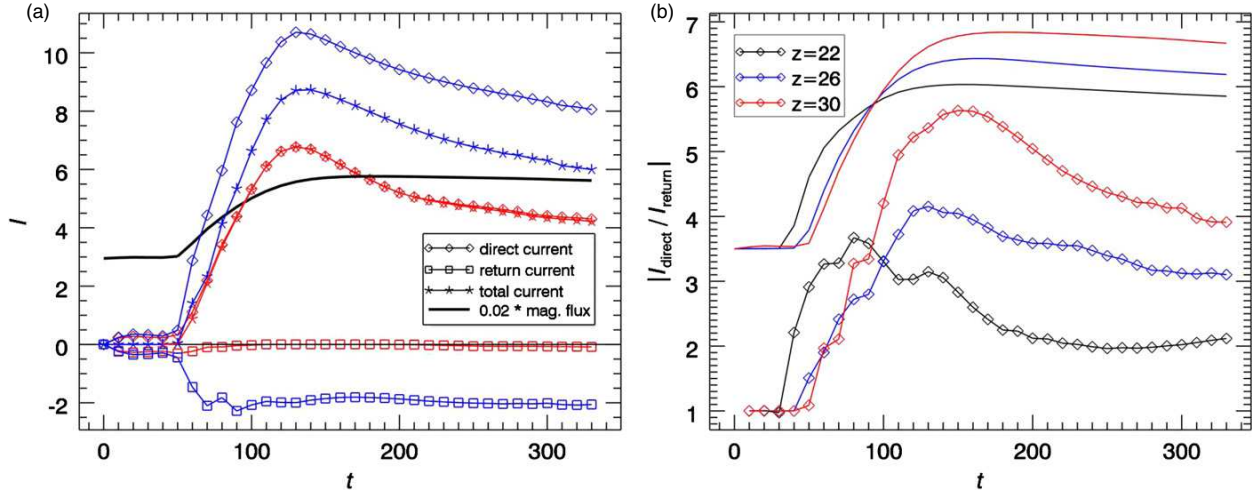 (a)
I
10
8
6
4
2
0
-2
0
100
200
300
t
direct current
return current
total current
0.02 * mag. flux
(b)
|I_direct / I_return|
7
6
5
4
3
2
1
0
100
200
300
t
z=22
z=26
z=30